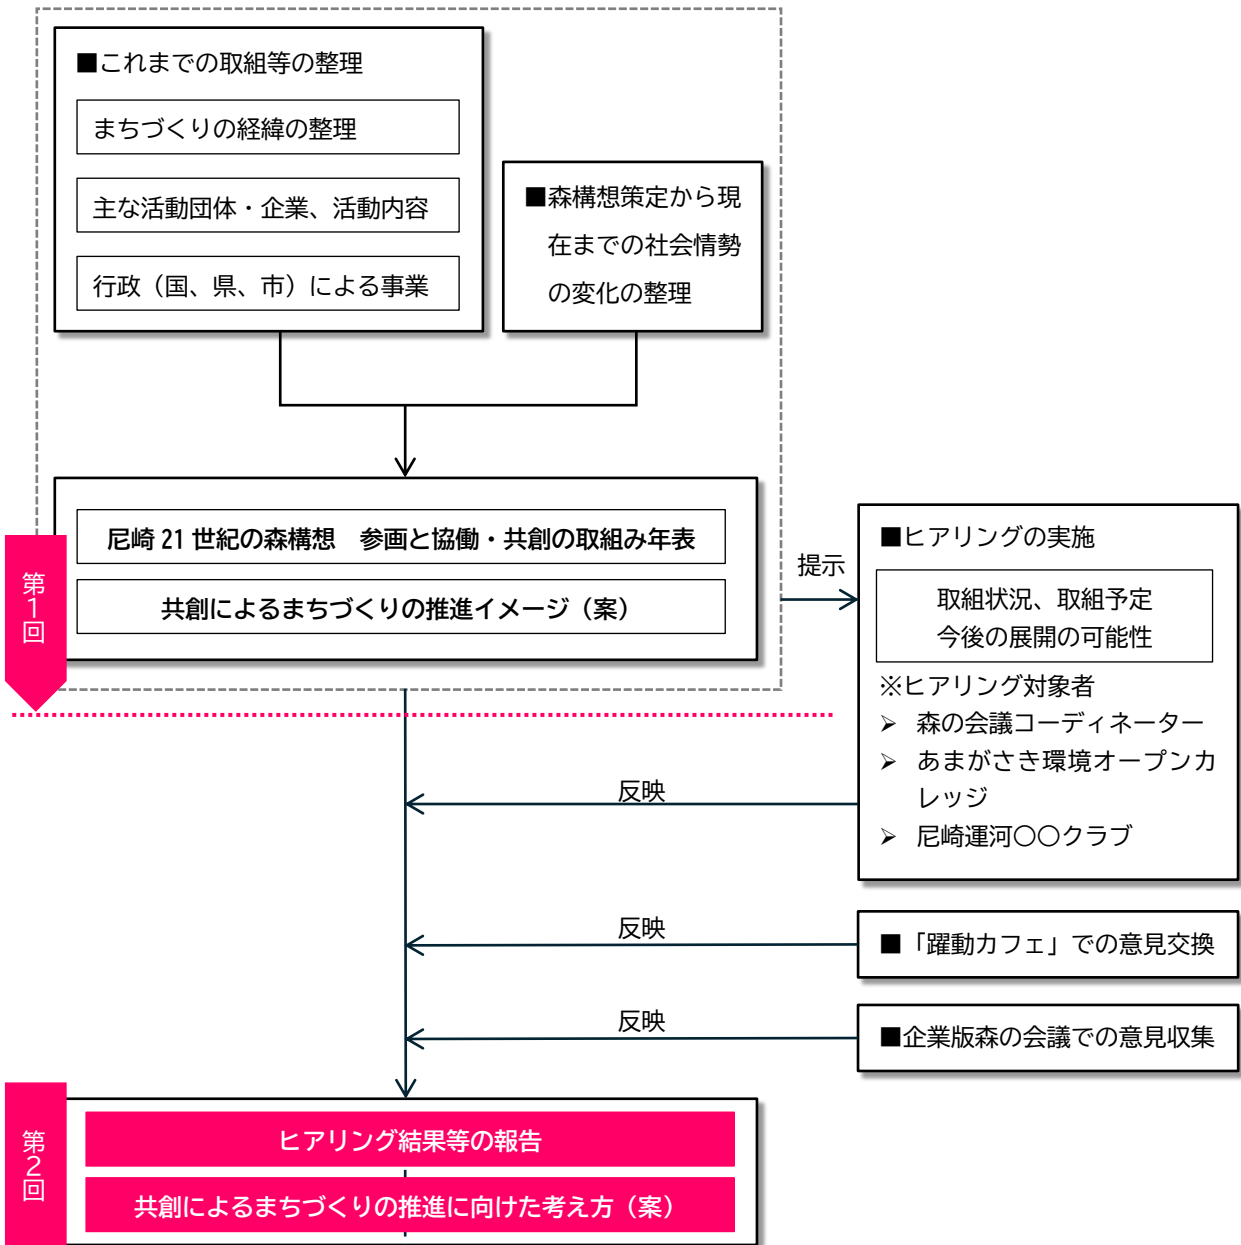 ■これまでの取組等の整理
まちづくりの経緯の整理
主な活動団体・企業、活動内容
行政（国、県、市）による事業
■森構想策定から現
在までの社会情勢
の変化の整理
第1回
尼崎 21 世紀の森構想　参画と協働・共創の取組み年表
共創によるまちづくりの推進イメージ（案）
提示
■ヒアリングの実施
取組状況、取組予定
今後の展開の可能性
※ヒアリング対象者
➢ 森の会議コーディネーター
➢ あまがさき環境オープンカ
レッジ
➢ 尼崎運河〇〇クラブ
反映
反映
■「躍動カフェ」での意見交換
反映
■企業版森の会議での意見収集
第2回
ヒアリング結果等の報告
共創によるまちづくりの推進に向けた考え方（案）